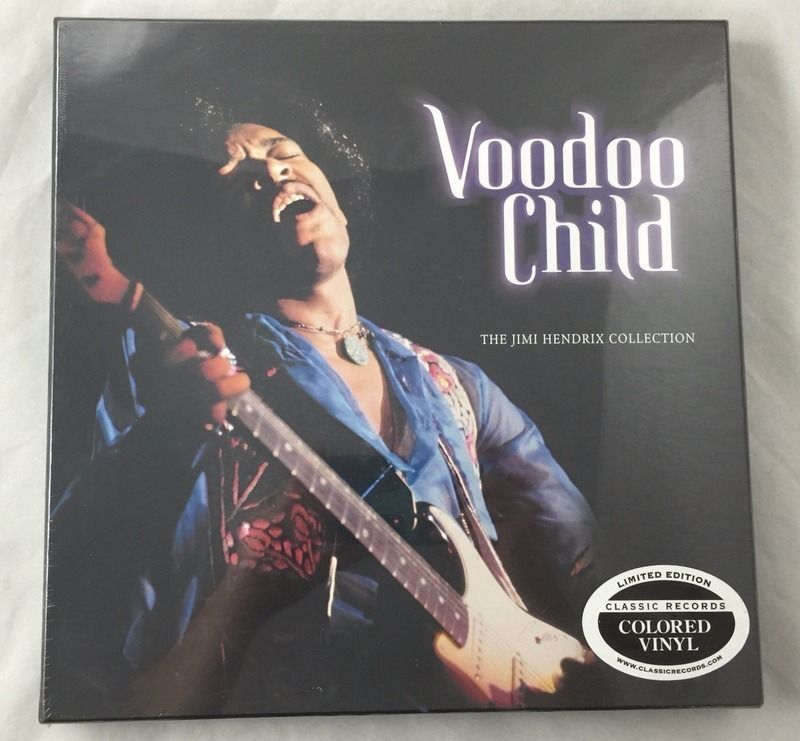 Voodoo
Child
THE JIMI HENDRIX COLLECTION
LIMITED EDITION
CLASSIC RECORDS
COLORED
VINYL
WWW.CLASSICRECORDS.COM